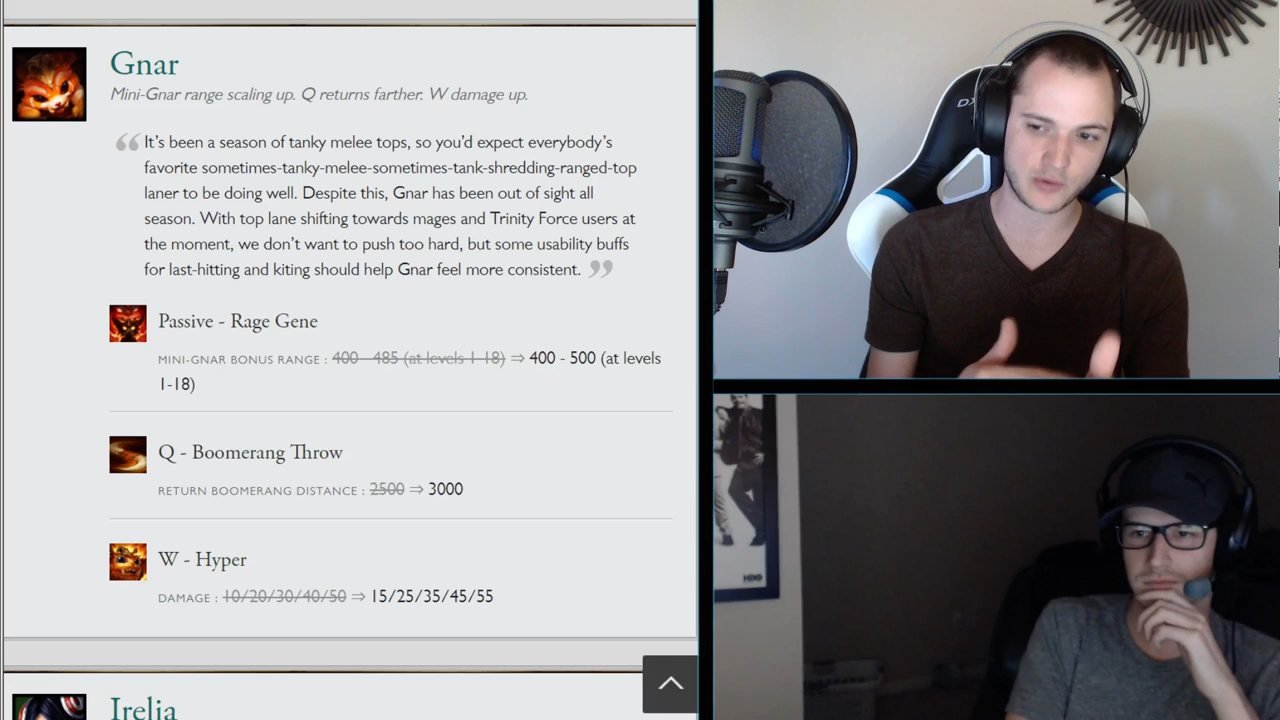 Gnar
Mini-Gnar range scaling up. Q returns farther. W damage up.
“It’s been a season of tanky melee tops, so you’d expect everybody’s
favorite sometimes-tanky-melee-sometimes-tank-shredding-ranged-top
laner to be doing well. Despite this, Gnar has been out of sight all
season. With top lane shifting towards mages and Trinity Force users at
the moment, we don’t want to push too hard, but some usability buffs
for last-hitting and kiting should help Gnar feel more consistent. ”
Passive - Rage Gene
MINI-GNAR BONUS RANGE : 400 - 485 (at levels 1-18) ⇒ 400 - 500 (at levels
1-18)
Q - Boomerang Throw
RETURN BOOMERANG DISTANCE : 2500 ⇒ 3000
W - Hyper
DAMAGE : 10/20/30/40/50 ⇒ 15/25/35/45/55
Irelia
DX
HBO